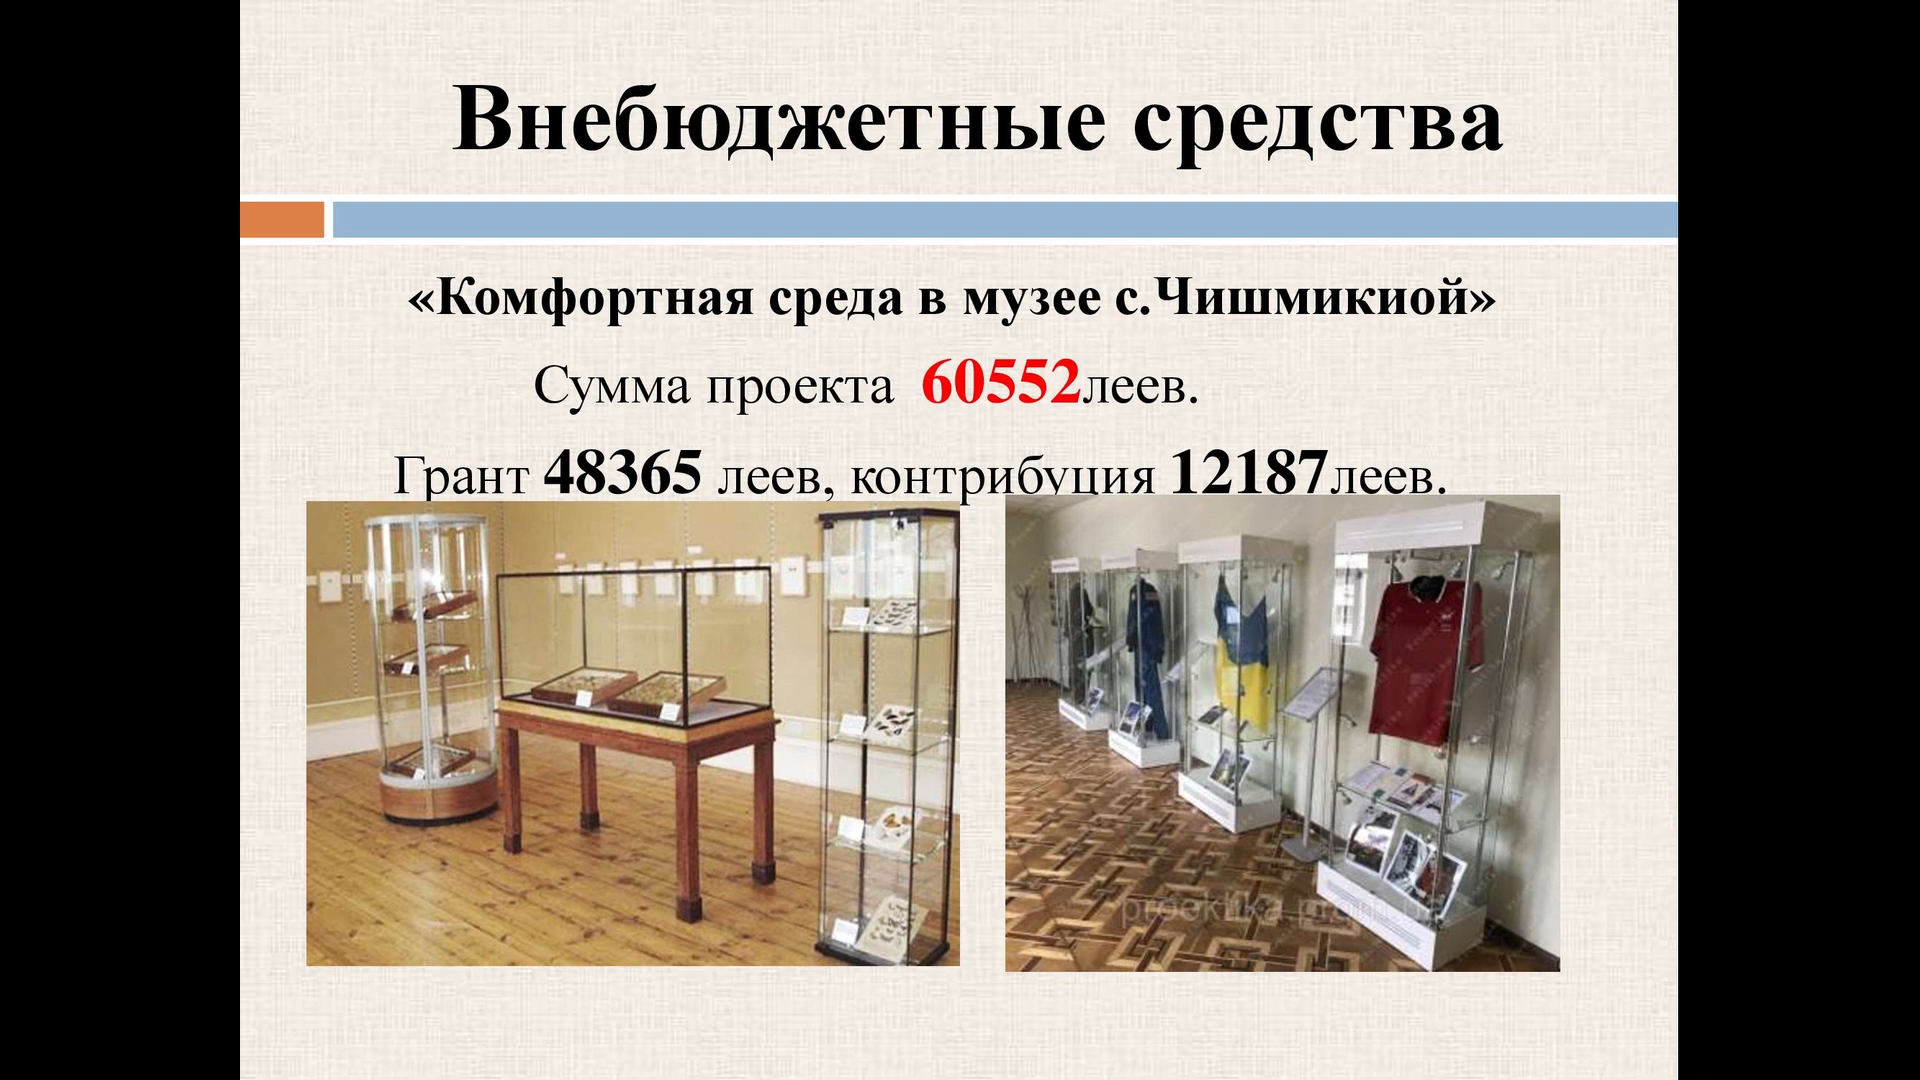 Внебюджетные средства
«Комфортная среда в музее с.Чишмикиой»
Сумма проекта 60552леев.
Грант 48365 леев, контрибуция 12187леев.